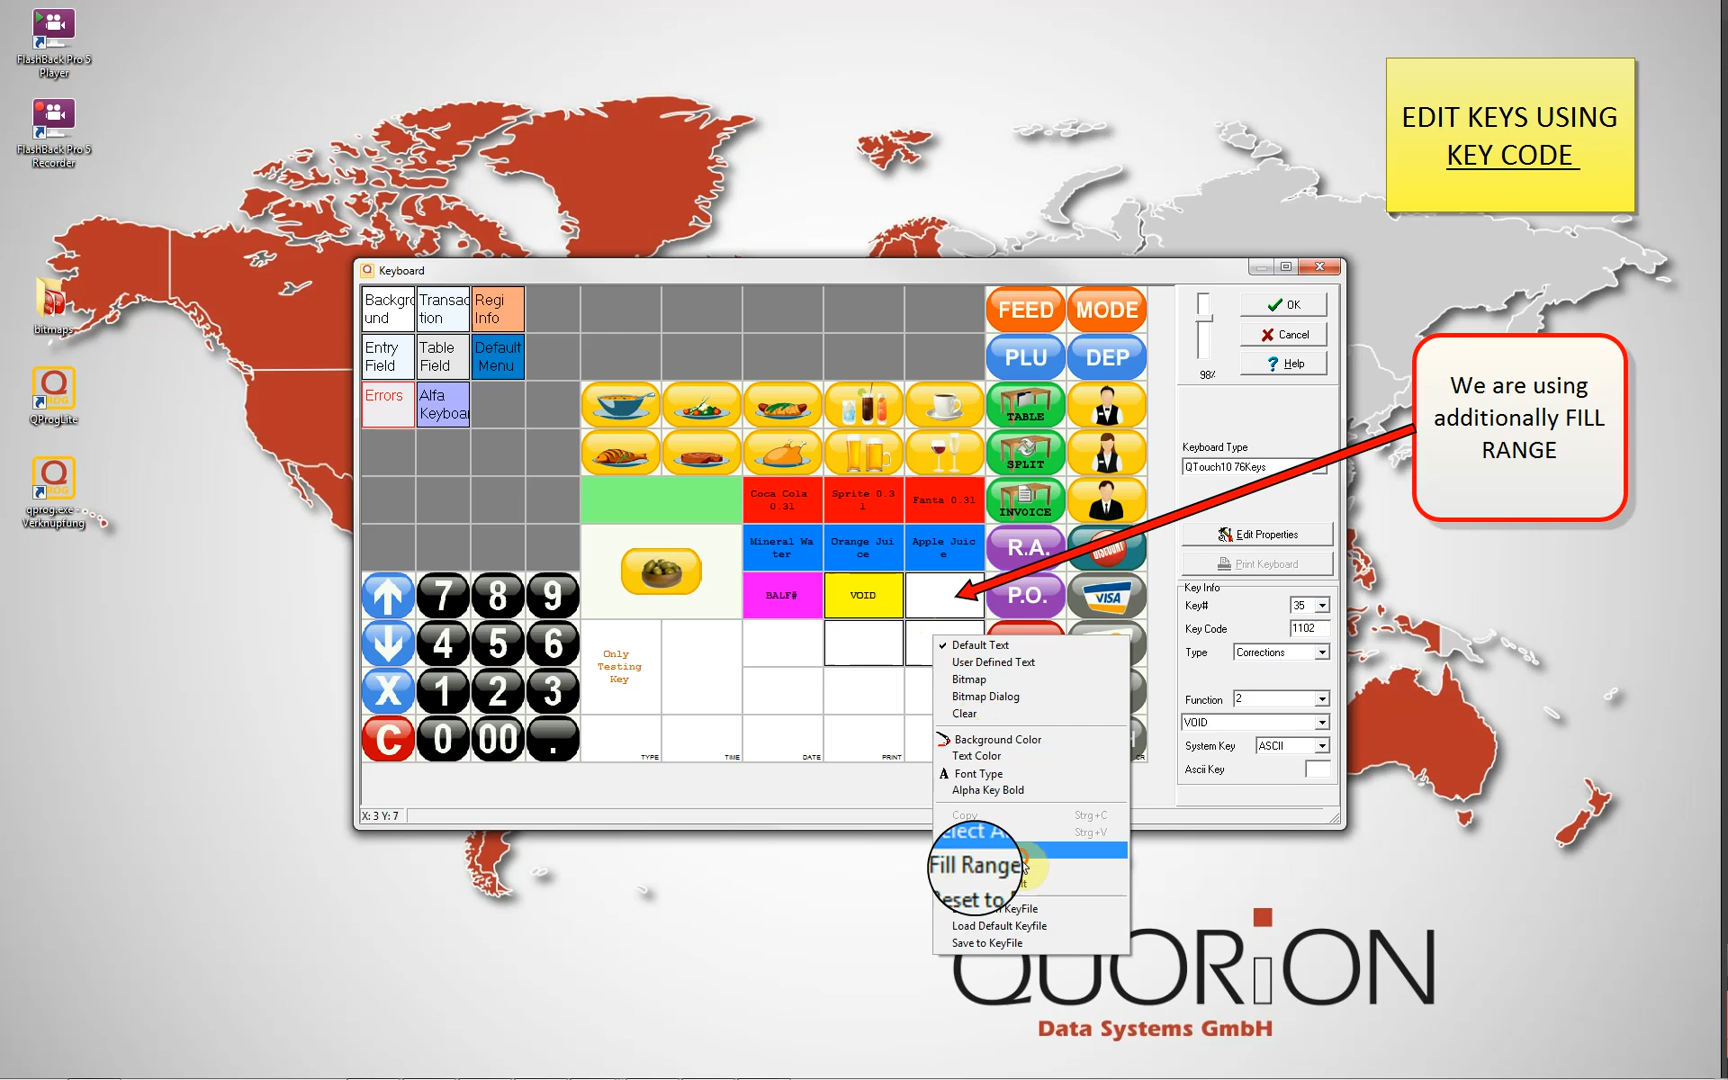 FlashBack Pro 5
Player
FlashBack Pro 5
Recorder
bitmaps
QProgLite
qprog.exe -
Verknüpfung
EDIT KEYS USING
KEY CODE
We are using
additionally FILL
RANGE
Keyboard
Backgro
und
Transac
tion
Regi
Info
Entry
Field
Table
Field
Default
Menu
Errors
Alfa
Keyboar
FEED
MODE
PLU
DEP
TABLE
SPLIT
INVOICE
Coca Cola
0.3l
Sprite 0.3
l
Fanta 0.3l
Mineral Wa
ter
Orange Jui
ce
Apple Juic
e
R.A.
DISCOUNT
BALF#
VOID
P.O.
VISA
7 8 9
4 5 6
X 1 2 3
C 0 00 .
Only
Testing
Key
TYPE
TIME
DATE
PRINT
CR
X: 3 Y: 7
OK
Cancel
Help
98%
Keyboard Type
QTouch10 76Keys
Edit Properties
Print Keyboard
Key Info
Key# 35
Key Code 1102
Type Corrections
Function 2
VOID
System Key ASCII
Ascii Key
Default Text
User Defined Text
Bitmap
Bitmap Dialog
Clear
Background Color
Text Color
Font Type
Alpha Key Bold
Copy Strg+C
Strg+V
Fill Range
KeyFile
Load Default Keyfile
Save to KeyFile
QUORiON
Data Systems GmbH